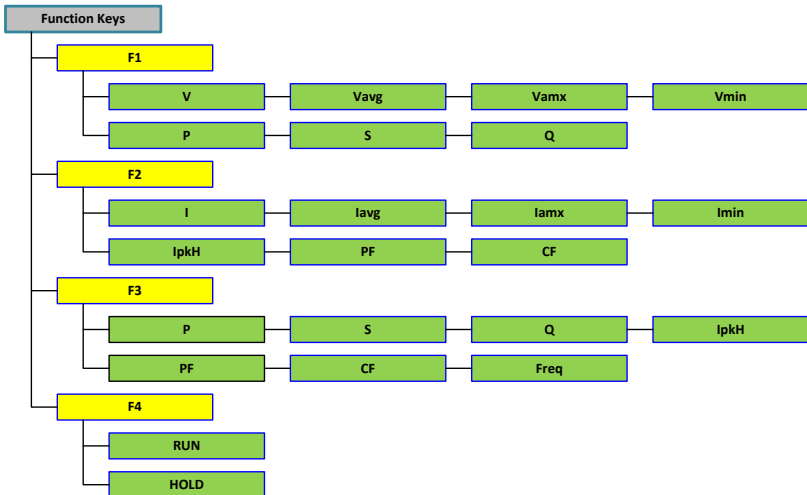 Function Keys
F1
V Vavg Vamx Vmin
P S Q
F2
I Iavg Iamx Imin
IpkH PF CF
F3
P S Q IpkH
PF CF Freq
F4
RUN
HOLD